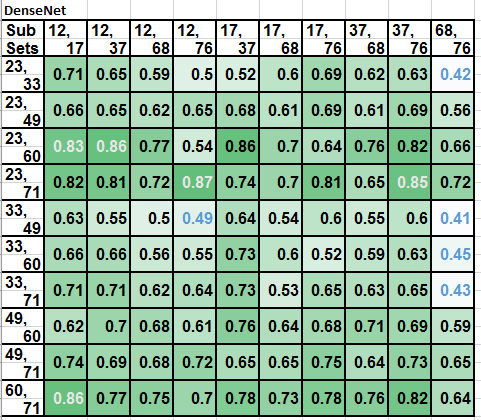 DenseNet
Sub 12, 12, 12, 12, 17, 17, 17, 37, 37, 68,
Sets 17 37 68 76 37 68 76 68 76 76
23, 0.71 0.65 0.59 0.5 0.52 0.6 0.69 0.62 0.63 0.42
33
23, 0.66 0.65 0.62 0.65 0.68 0.61 0.69 0.61 0.69 0.56
49
23, 0.83 0.86 0.77 0.54 0.86 0.7 0.64 0.76 0.82 0.66
60
23, 0.82 0.81 0.72 0.87 0.74 0.7 0.81 0.65 0.85 0.72
71
33, 0.63 0.55 0.5 0.49 0.64 0.54 0.6 0.55 0.6 0.41
49
33, 0.66 0.66 0.56 0.55 0.73 0.6 0.52 0.59 0.63 0.45
60
33, 0.71 0.71 0.62 0.64 0.73 0.53 0.65 0.63 0.65 0.43
71
49, 0.62 0.7 0.68 0.61 0.76 0.64 0.68 0.71 0.69 0.59
60
49, 0.74 0.69 0.68 0.72 0.65 0.65 0.75 0.64 0.73 0.65
71
60, 0.86 0.77 0.75 0.7 0.78 0.73 0.78 0.76 0.82 0.64
71